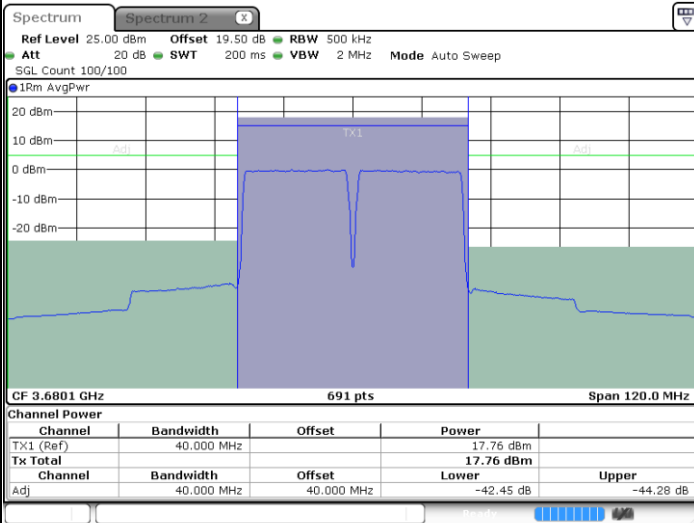 Spectrum Spectrum 2 X
Ref Level 25.00 dBm Offset 19.50 dB RBW 500 kHz
Att 20 dB SWT 200 ms VBW 2 MHz Mode Auto Sweep
SGL Count 100/100
1Rm AvgPwr
20 dBm
TX1
10 dBm
Adj Adj
0 dBm
-10 dBm
-20 dBm
CF 3.6801 GHz 691 pts Span 120.0 MHz
Channel Power
Channel Bandwidth Offset Power
TX1 (Ref) 40.000 MHz 17.76 dBm
Tx Total 17.76 dBm
Channel Bandwidth Offset Lower Upper
Adj 40.000 MHz 40.000 MHz -42.45 dB -44.28 dB
Ready